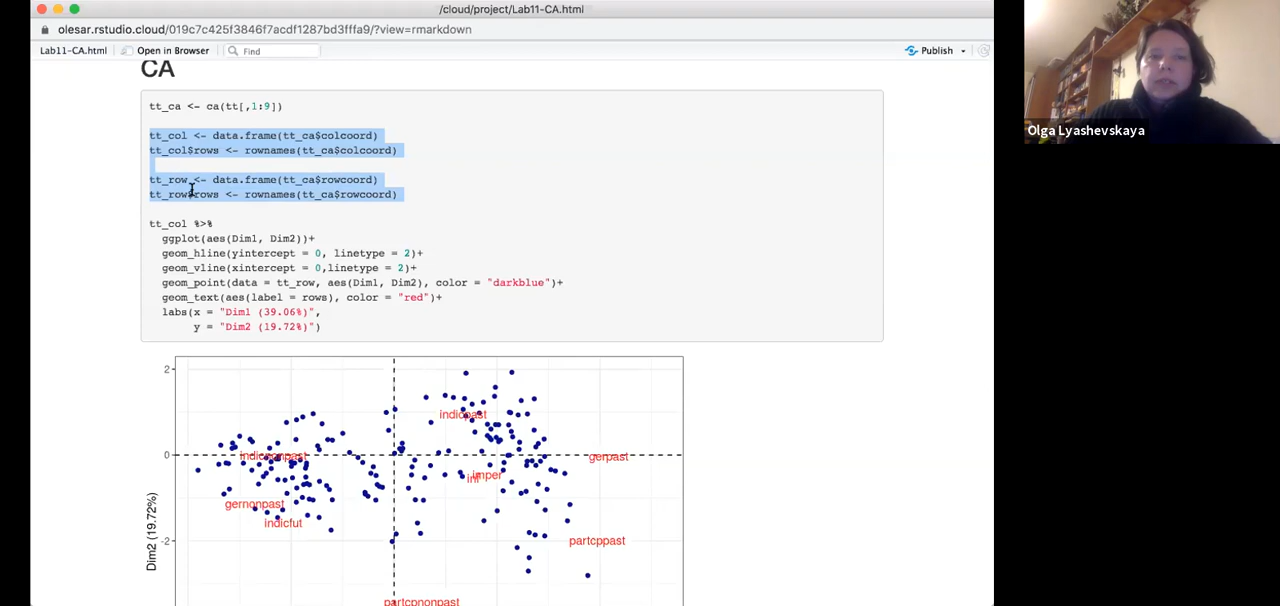 /cloud/project/Lab11-CA.html
olesar.rstudio.cloud/019c7c425f3846f7acdf1287bd3fffa9/?view=rmarkdown
Lab11-CA.html Open in Browser Find Publish
CA
tt_ca <- ca(tt[,1:9])
tt_col <- data.frame(tt_ca$colcoord)
tt_col$rows <- rownames(tt_ca$colcoord)
tt_row <- data.frame(tt_ca$rowcoord)
tt_row$rows <- rownames(tt_ca$rowcoord)
tt_col %>%
ggplot(aes(Dim1, Dim2))+
geom_hline(yintercept = 0, linetype = 2)+
geom_vline(xintercept = 0,linetype = 2)+
geom_point(data = tt_row, aes(Dim1, Dim2), color = "darkblue")+
geom_text(aes(label = rows), color = "red")+
labs(x = "Dim1 (39.06%)",
y = "Dim2 (19.72%)")
2
indicpast
0
indicnonpast
gerpast
inf
imper
gernonpast
indicfut
-2
partcppast
partcpnonpast
Dim2 (19.72%)
Olga Lyashevskaya